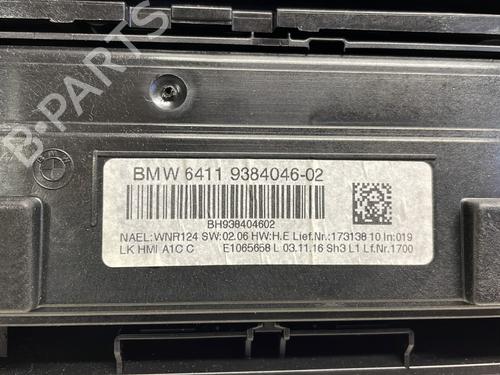 B-PARTS
BMW 6411 9384046-02
BH938404602
NAEL:WNR124 SW:02.06 HW:H.E Lief.Nr.:173138 10 In:019
LK HMI A1C C E1065658 L 03.11.16 Sh3 L1 Lf.Nr.1700